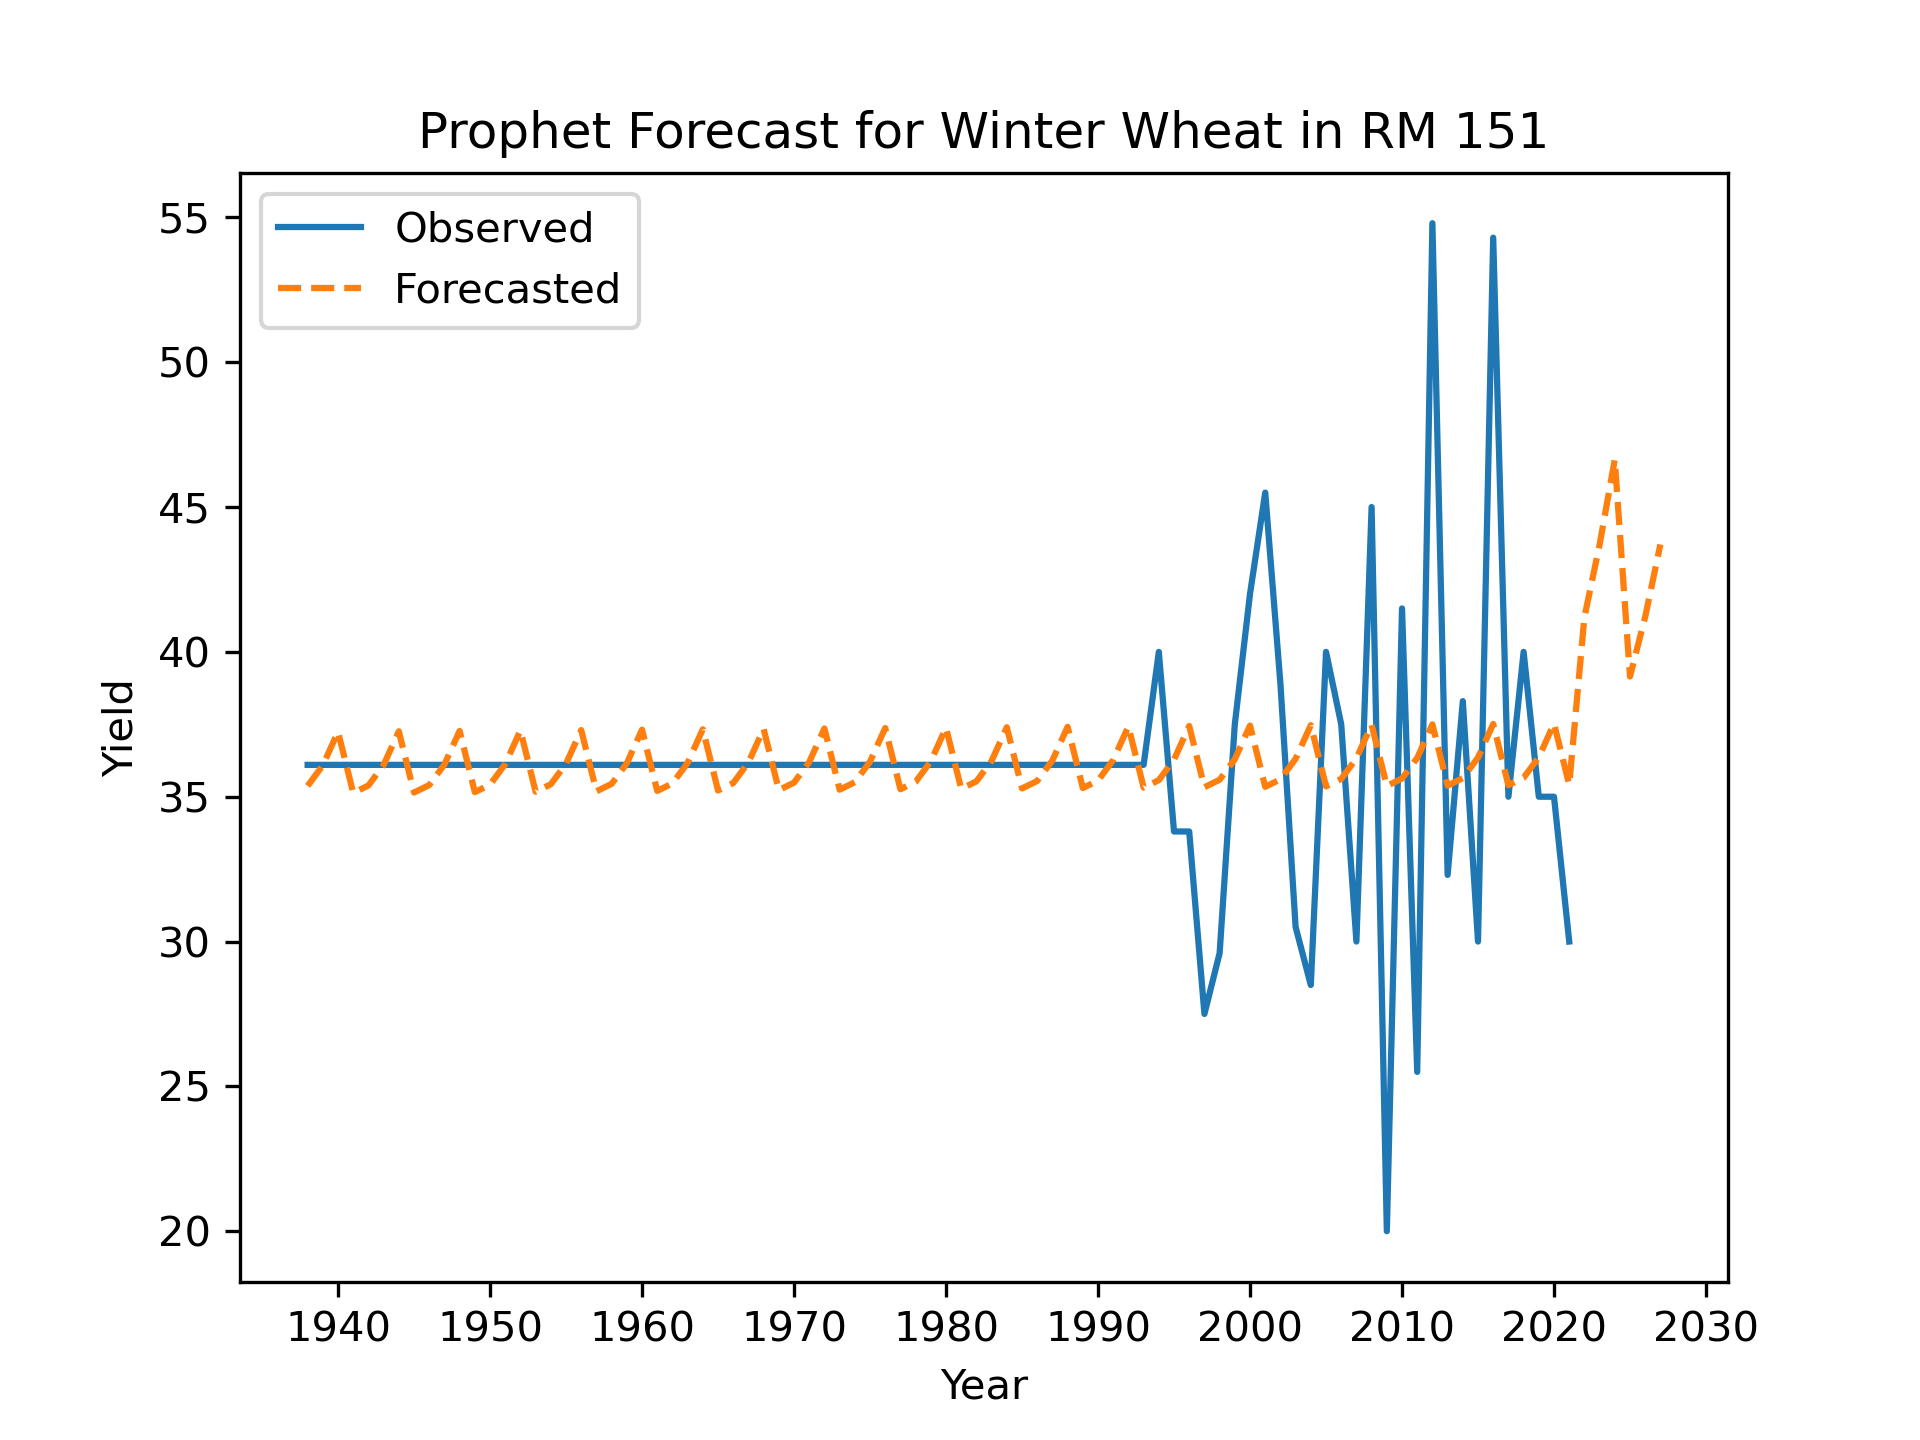 Prophet Forecast for Winter Wheat in RM 151
Observed
Forecasted
55
50
45
40
35
30
25
20
Yield
1940 1950 1960 1970 1980 1990 2000 2010 2020 2030
Year